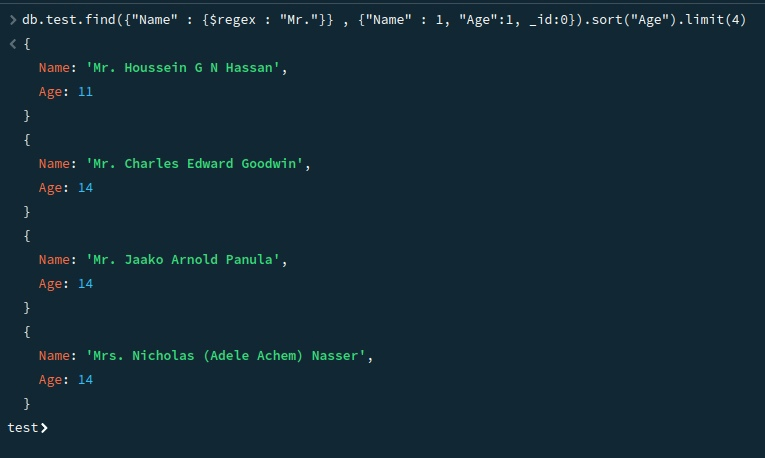 > db.test.find({"Name" : {$regex : "Mr."}} , {"Name" : 1, "Age":1, _id:0}).sort("Age").limit(4)
< {
Name: 'Mr. Houssein G N Hassan',
Age: 11
}
{
Name: 'Mr. Charles Edward Goodwin',
Age: 14
}
{
Name: 'Mr. Jaako Arnold Panula',
Age: 14
}
{
Name: 'Mrs. Nicholas (Adele Achem) Nasser',
Age: 14
}
test>